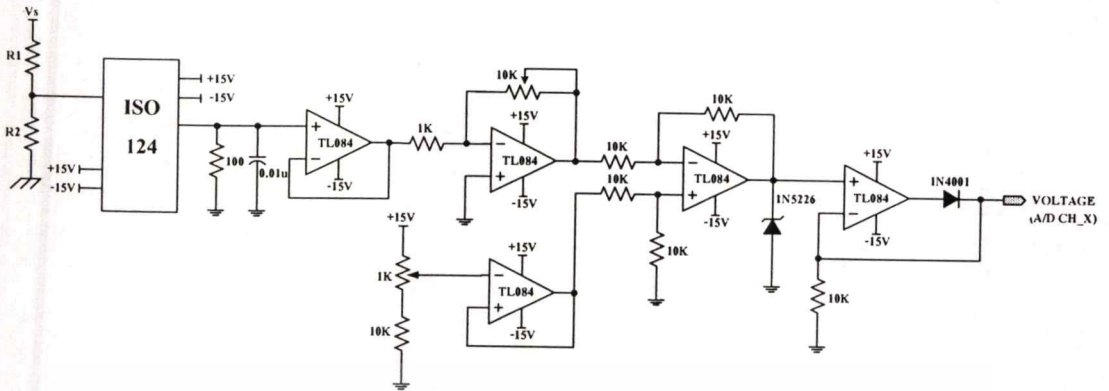 Vs
R1
R2
ISO
124
+15V
-15V
+15V
-15V
100
0.01u
+
−
+15V
TL084
-15V
1K
10K
−
+
+15V
TL084
-15V
+15V
1K
10K
−
+
+15V
TL084
-15V
10K
10K
10K
10K
−
+
+15V
TL084
-15V
1N5226
+
−
+15V
TL084
-15V
10K
1N4001
VOLTAGE
(A/D CH_X)